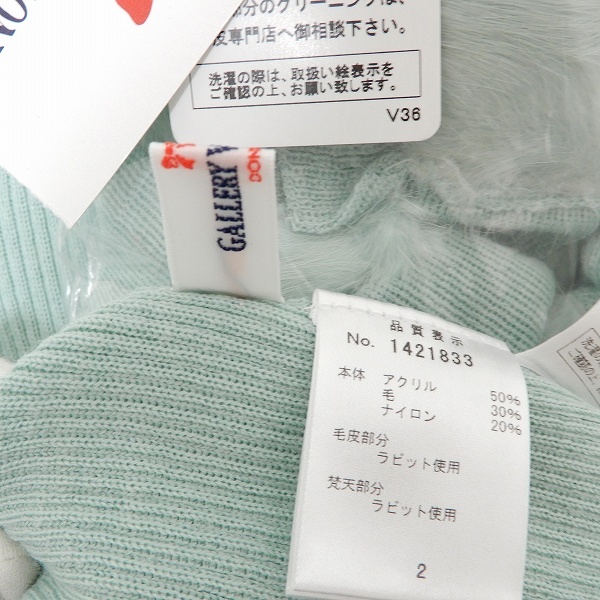 部分のクリーニングは、
皮専門店へ御相談下さい。
洗濯の際は、取扱い絵表示を
ご確認の上、お願い致します。
V36
GALLERY
品質表示
No. 1421833
本体 アクリル 50%
毛 30%
ナイロン 20%
毛皮部分
ラビット使用
梵天部分
ラビット使用
2